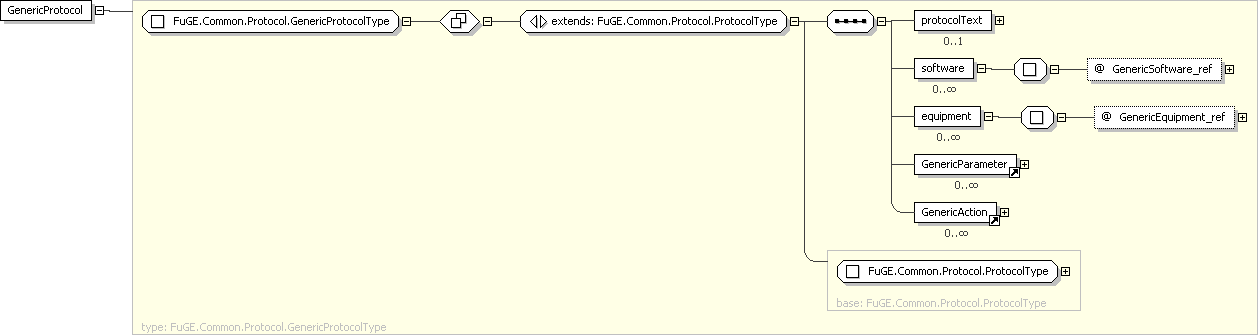 GenericProtocol
FuGE.Common.Protocol.GenericProtocolType
extends: FuGE.Common.Protocol.ProtocolType
protocolText
0..1
software
@ GenericSoftware_ref
0..∞
equipment
@ GenericEquipment_ref
0..∞
GenericParameter
0..∞
GenericAction
0..∞
FuGE.Common.Protocol.ProtocolType
base: FuGE.Common.Protocol.ProtocolType
type: FuGE.Common.Protocol.GenericProtocolType